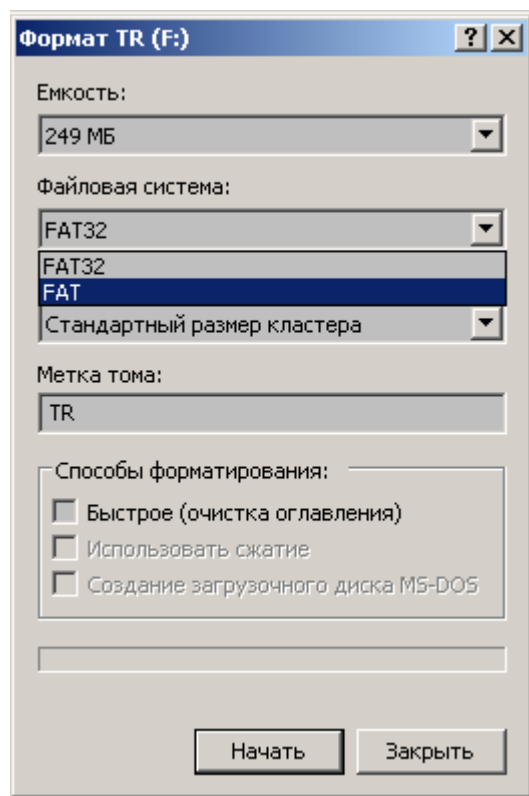 Формат TR (F:)
Емкость:
249 МБ
Файловая система:
FAT32
FAT32
FAT
Стандартный размер кластера
Метка тома:
TR
Способы форматирования:
Быстрое (очистка оглавления)
Использовать сжатие
Создание загрузочного диска MS-DOS
Начать Закрыть